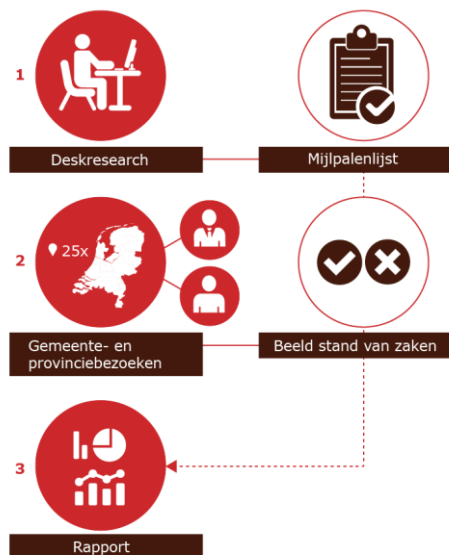 1
Deskresearch
Mijlpalenlijst
2
25x
Gemeente- en
provinciebezoeken
Beeld stand van zaken
3
Rapport